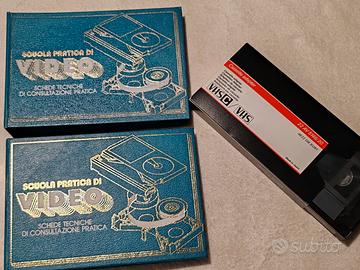 SCUOLA PRATICA DI
VIDEO
SCHEDE TECNICHE
DI CONSULTAZIONE PRATICA
SCUOLA PRATICA DI
VIDEO
SCHEDE TECNICHE
DI CONSULTAZIONE PRATICA
VHS C VHS
subito